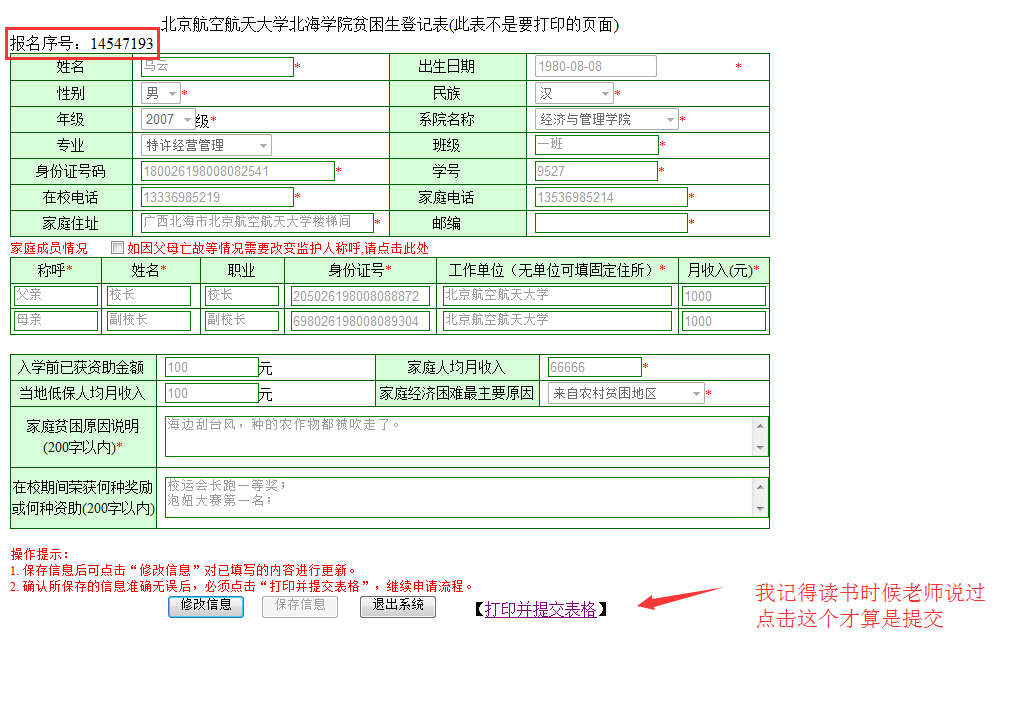 北京航空航天大学北海学院贫困生登记表(此表不是要打印的页面)
报名序号：14547193
姓名 马云* 出生日期 1980-08-08 *
性别 男* 民族 汉*
年级 2007级* 系院名称 经济与管理学院*
专业 特许经营管理 班级 一班*
身份证号码 180026198008082541* 学号 9527*
在校电话 13336985219* 家庭电话 13536985214*
家庭住址 广西北海市北京航空航天大学楼梯间* 邮编 *
家庭成员情况 如因父母亡故等情况需要改变监护人称呼,请点击此处
称呼* 姓名* 职业 身份证号* 工作单位（无单位可填固定住所）* 月收入(元)*
父亲 校长 校长 205026198008088872 北京航空航天大学 1000
母亲 副校长 副校长 698026198008089304 北京航空航天大学 1000
入学前已获资助金额 100元 家庭人均月收入 66666*
当地低保人均月收入 100元 家庭经济困难最主要原因 来自农村贫困地区*
家庭贫困原因说明
(200字以内)*
海边刮台风，种的农作物都被吹走了。
在校期间荣获何种奖励
或何种资助(200字以内)
校运会长跑一等奖；
泡妞大赛第一名；
操作提示：
1. 保存信息后可点击“修改信息”对已填写的内容进行更新。
2. 确认所保存的信息准确无误后，必须点击“打印并提交表格”，继续申请流程。
修改信息 保存信息 退出系统 【打印并提交表格】
我记得读书时候老师说过
点击这个才算是提交